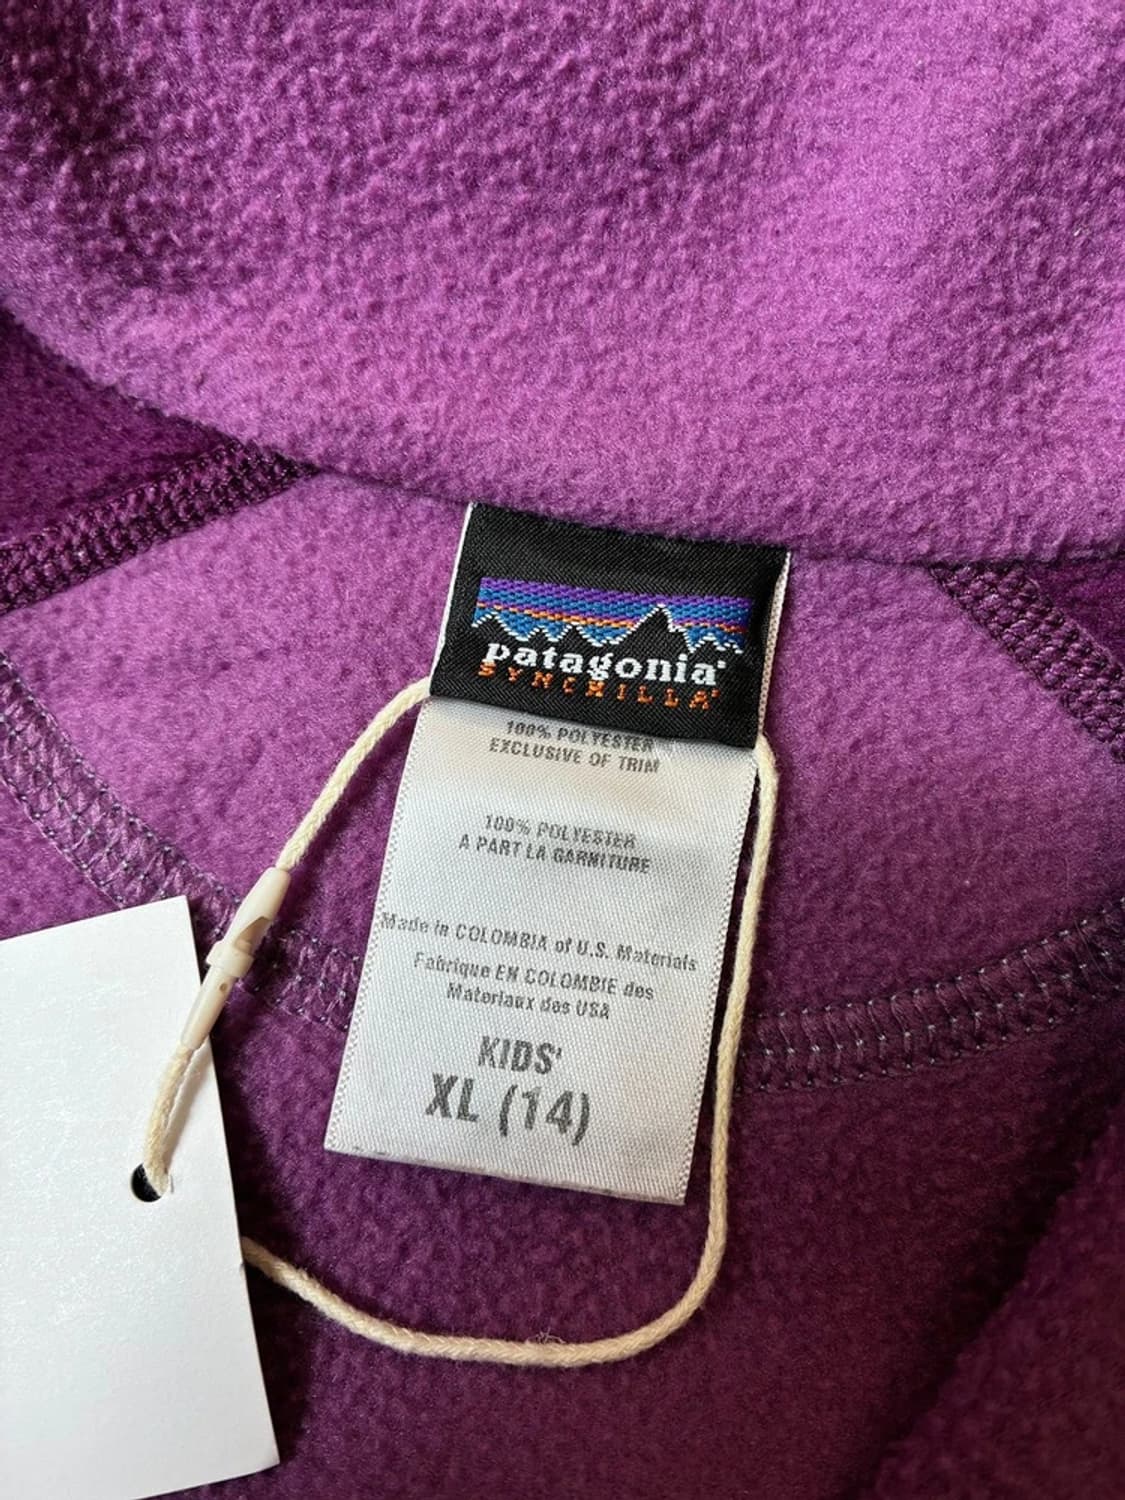 patagonia®
SYNCHILLA®
100% POLYESTER
EXCLUSIVE OF TRIM
100% POLYESTER
A PART LA GARNITURE
Made in COLOMBIA of U.S. Materials
Fabrique EN COLOMBIE des
Materiaux des USA
KIDS'
XL (14)